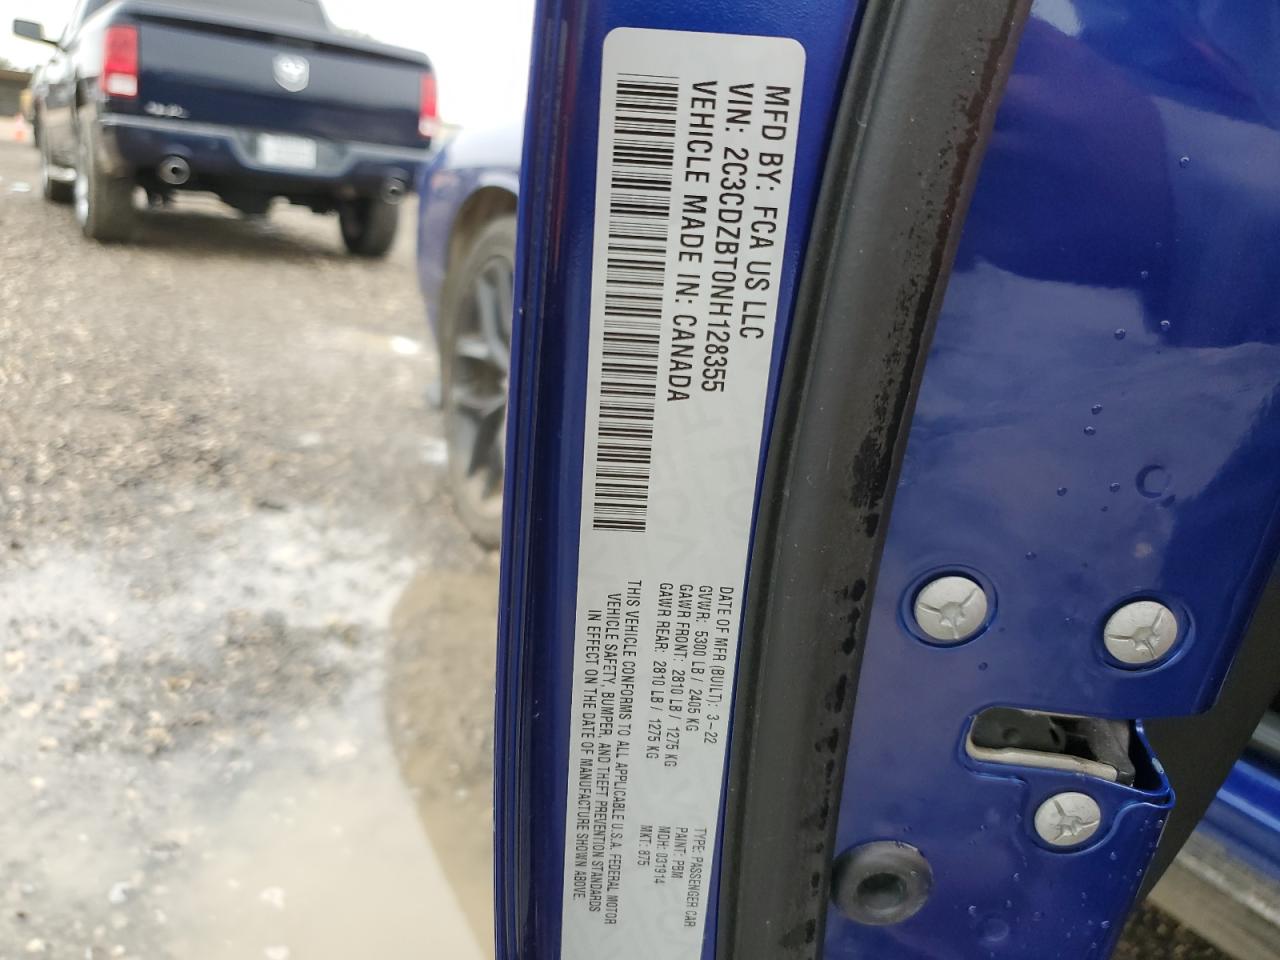 MFD BY: FCA US LLC
VIN: 2C3CDZBT0NH128355
VEHICLE MADE IN: CANADA
DATE OF MFR (BUILT): 3-22
GVWR: 5300 LB / 2405 KG
GAWR FRONT: 2810 LB / 1275 KG
GAWR REAR: 2810 LB / 1275 KG
TYPE: PASSENGER CAR
PAINT: PBM
MDH: 031914
MKT: 875
THIS VEHICLE CONFORMS TO ALL APPLICABLE U.S.A. FEDERAL MOTOR
VEHICLE SAFETY, BUMPER, AND THEFT PREVENTION STANDARDS
IN EFFECT ON THE DATE OF MANUFACTURE SHOWN ABOVE.